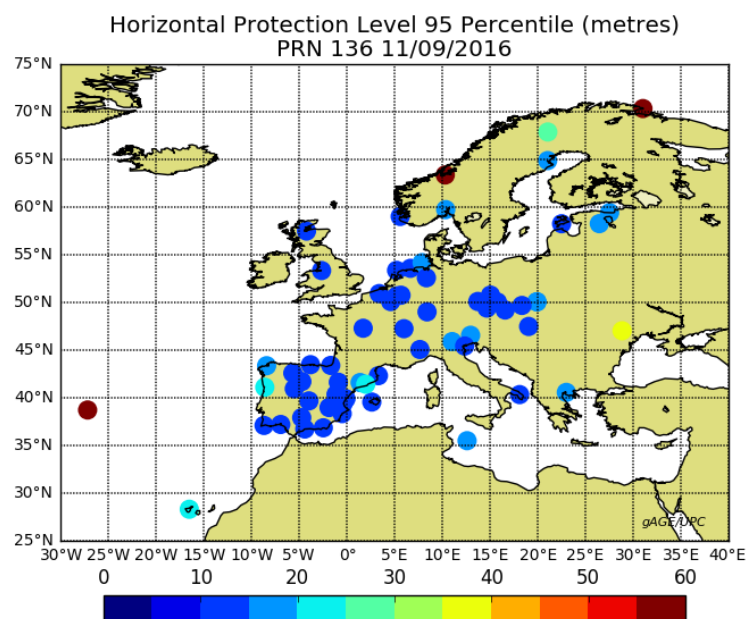 Horizontal Protection Level 95 Percentile (metres)
PRN 136 11/09/2016
75°N
70°N
65°N
60°N
55°N
50°N
45°N
40°N
35°N
30°N
25°N
gAGE/UPC
30°W 25°W 20°W 15°W 10°W 5°W 0° 5°E 10°E 15°E 20°E 25°E 30°E 35°E 40°E
0 10 20 30 40 50 60